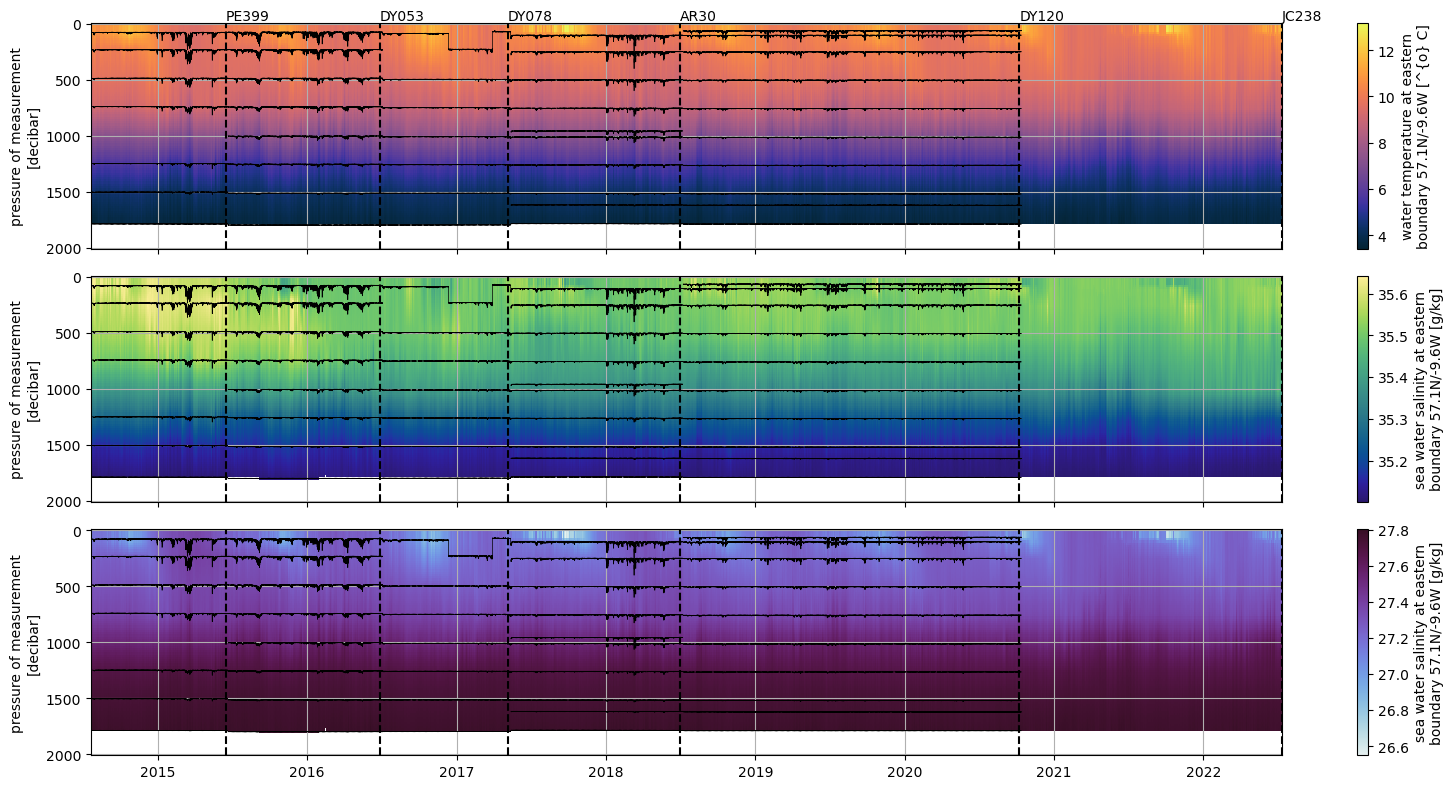 PE399 DY053 DY078 AR30 DY120 JC238
0
500
1000
1500
2000
pressure of measurement
[decibar]
12
10
8
6
4
water temperature at eastern
boundary 57.1N/-9.6W [^{o} C]
0
500
1000
1500
2000
pressure of measurement
[decibar]
35.6
35.5
35.4
35.3
35.2
sea water salinity at eastern
boundary 57.1N/-9.6W [g/kg]
0
500
1000
1500
2000
pressure of measurement
[decibar]
2015 2016 2017 2018 2019 2020 2021 2022
27.8
27.6
27.4
27.2
27.0
26.8
26.6
sea water salinity at eastern
boundary 57.1N/-9.6W [g/kg]